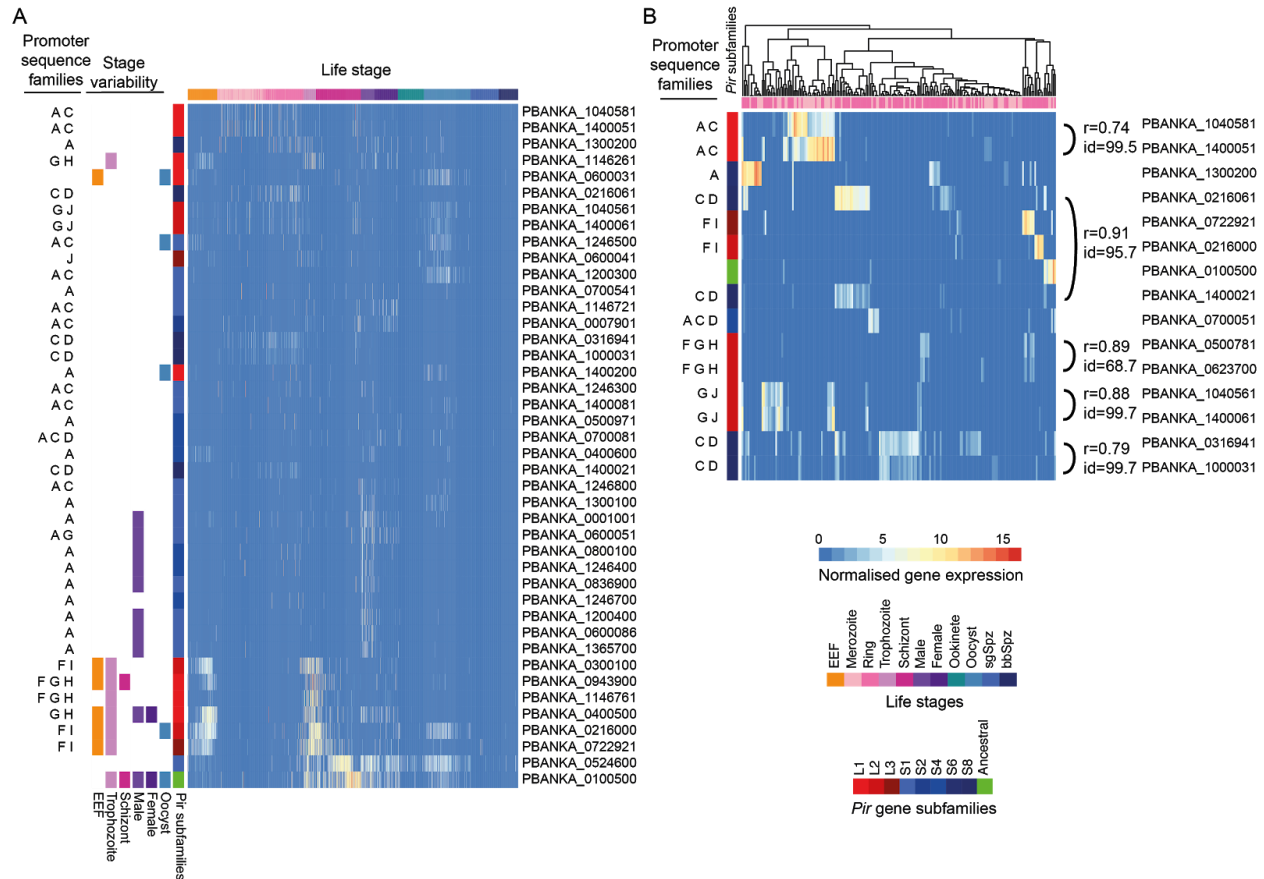 A
Promoter
sequence
families
Stage
variability
Life stage
A C PBANKA_1040581
A C PBANKA_1400051
A PBANKA_1300200
G H PBANKA_1146261
PBANKA_0600031
C D PBANKA_0216061
G J PBANKA_1040561
G J PBANKA_1400061
A C PBANKA_1246500
J PBANKA_0600041
A C PBANKA_1200300
A PBANKA_0700541
A C PBANKA_1146721
A C PBANKA_0007901
C D PBANKA_0316941
C D PBANKA_1000031
A PBANKA_1400200
A C PBANKA_1246300
A C PBANKA_1400081
A PBANKA_0500971
A C D PBANKA_0700081
A PBANKA_0400600
C D PBANKA_1400021
A C PBANKA_1246800
A PBANKA_1300100
A PBANKA_0001001
A G PBANKA_0600051
A PBANKA_0800100
A PBANKA_1246400
A PBANKA_0836900
A PBANKA_1246700
A PBANKA_1200400
A PBANKA_0600086
A PBANKA_1365700
F I PBANKA_0300100
F G H PBANKA_0943900
F G H PBANKA_1146761
G H PBANKA_0400500
F I PBANKA_0216000
F I PBANKA_0722921
PBANKA_0524600
PBANKA_0100500
EEF
Trophozoite
Schizont
Male
Female
Oocyst
Pir subfamilies
B
Promoter
sequence
families
Pir subfamilies
A C PBANKA_1040581
A C PBANKA_1400051
A PBANKA_1300200
C D PBANKA_0216061
F I PBANKA_0722921
F I PBANKA_0216000
PBANKA_0100500
C D PBANKA_1400021
A C D PBANKA_0700051
F G H PBANKA_0500781
F G H PBANKA_0623700
G J PBANKA_1040561
G J PBANKA_1400061
C D PBANKA_0316941
C D PBANKA_1000031
r=0.74
id=99.5
r=0.91
id=95.7
r=0.89
id=68.7
r=0.88
id=99.7
r=0.79
id=99.7
0 5 10 15
Normalised gene expression
EEF
Merozoite
Ring
Trophozoite
Schizont
Male
Female
Ookinete
Oocyst
sgSpz
bbSpz
Life stages
L1
L2
L3
S1
S2
S4
S6
S8
Ancestral
Pir gene subfamilies